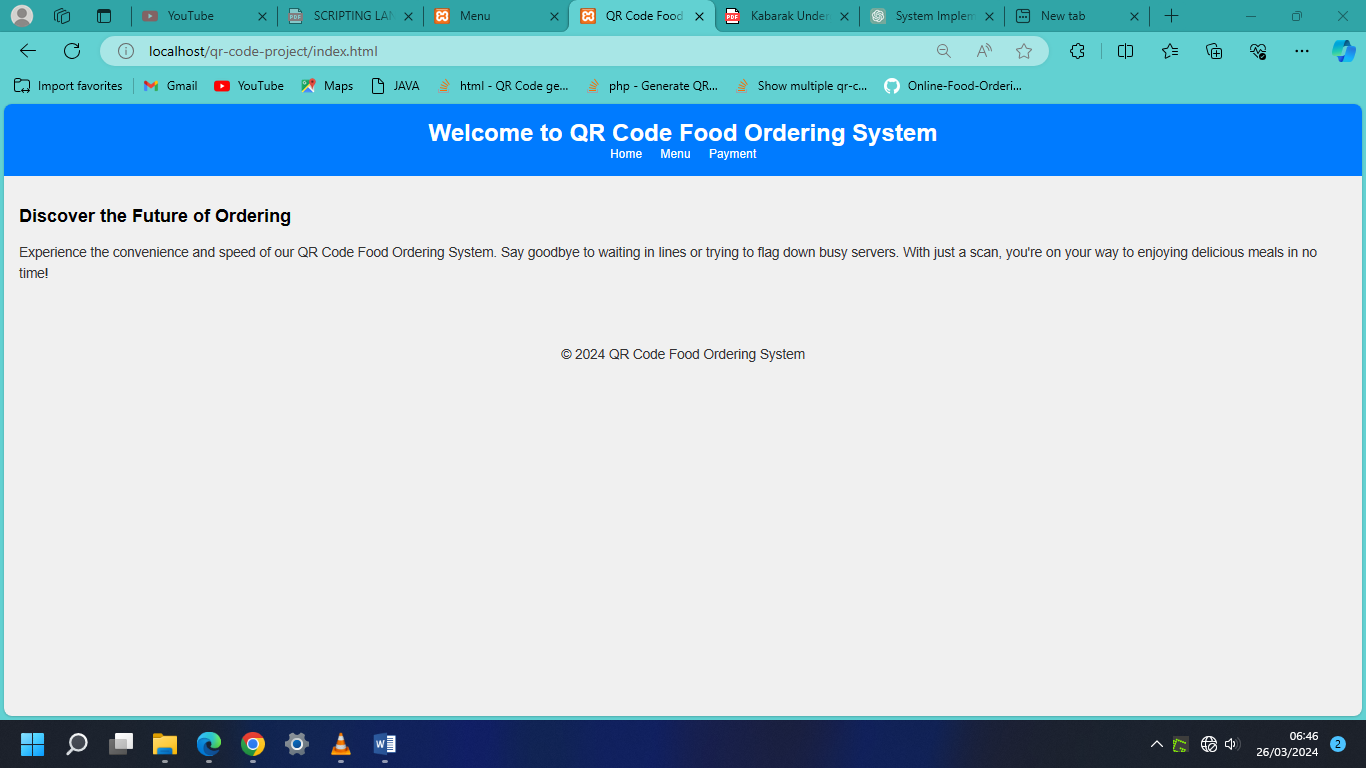 YouTube
SCRIPTING LAN
Menu
QR Code Food
Kabarak Under
System Implem
New tab
localhost/qr-code-project/index.html
Import favorites
Gmail
YouTube
Maps
JAVA
html - QR Code ge...
php - Generate QR...
Show multiple qr-c...
Online-Food-Orderi...
Welcome to QR Code Food Ordering System
Home Menu Payment
Discover the Future of Ordering
Experience the convenience and speed of our QR Code Food Ordering System. Say goodbye to waiting in lines or trying to flag down busy servers. With just a scan, you're on your way to enjoying delicious meals in no
time!
© 2024 QR Code Food Ordering System
06:46
26/03/2024
2